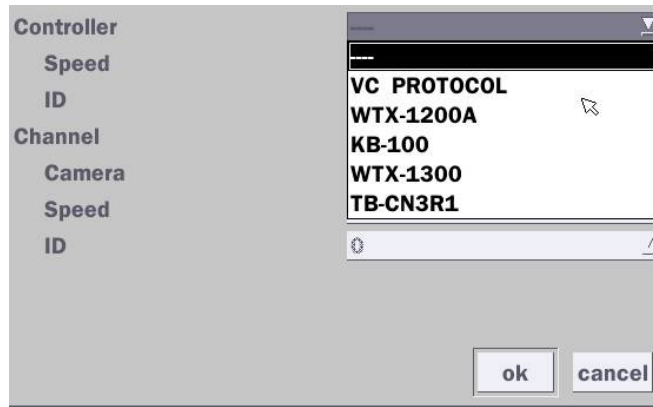 Controller ----
----
Speed
VC PROTOCOL
ID
WTX-1200A
Channel
KB-100
Camera
WTX-1300
Speed
TB-CN3R1
ID 0
ok cancel